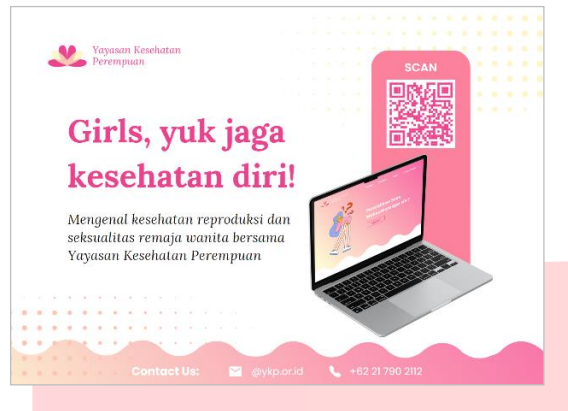 Yayasan Kesehatan
Perempuan
SCAN
Girls, yuk jaga
kesehatan diri!
Mengenal kesehatan reproduksi dan
seksualitas remaja wanita bersama
Yayasan Kesehatan Perempuan
Contact Us: @ykp.or.id +62 21 790 2112